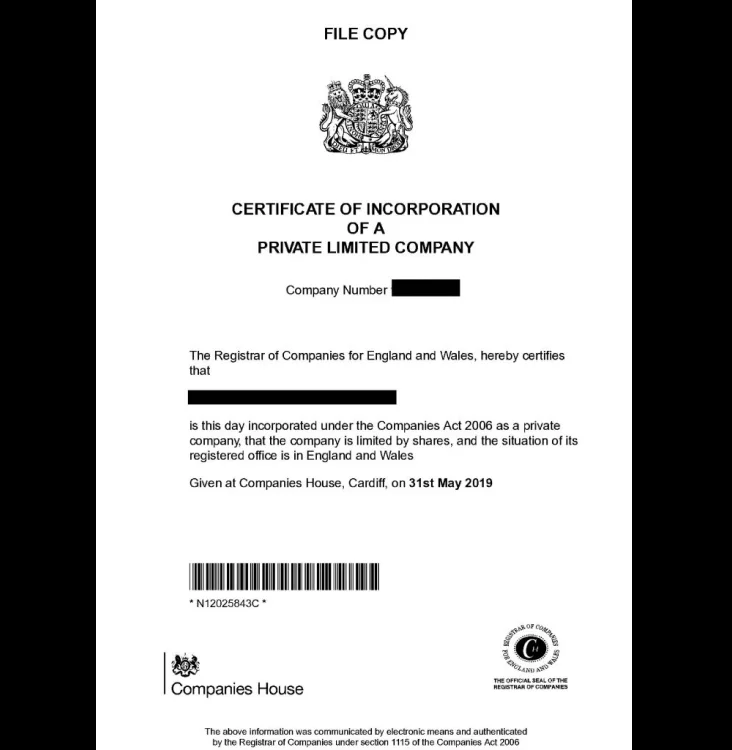 FILE COPY
CERTIFICATE OF INCORPORATION
OF A
PRIVATE LIMITED COMPANY
Company Number
The Registrar of Companies for England and Wales, hereby certifies
that
is this day incorporated under the Companies Act 2006 as a private
company, that the company is limited by shares, and the situation of its
registered office is in England and Wales
Given at Companies House, Cardiff, on 31st May 2019
* N12025843C *
Companies House
REGISTRAR OF COMPANIES
FOR ENGLAND AND WALES
CH
THE OFFICIAL SEAL OF THE
REGISTRAR OF COMPANIES
The above information was communicated by electronic means and authenticated
by the Registrar of Companies under section 1115 of the Companies Act 2006